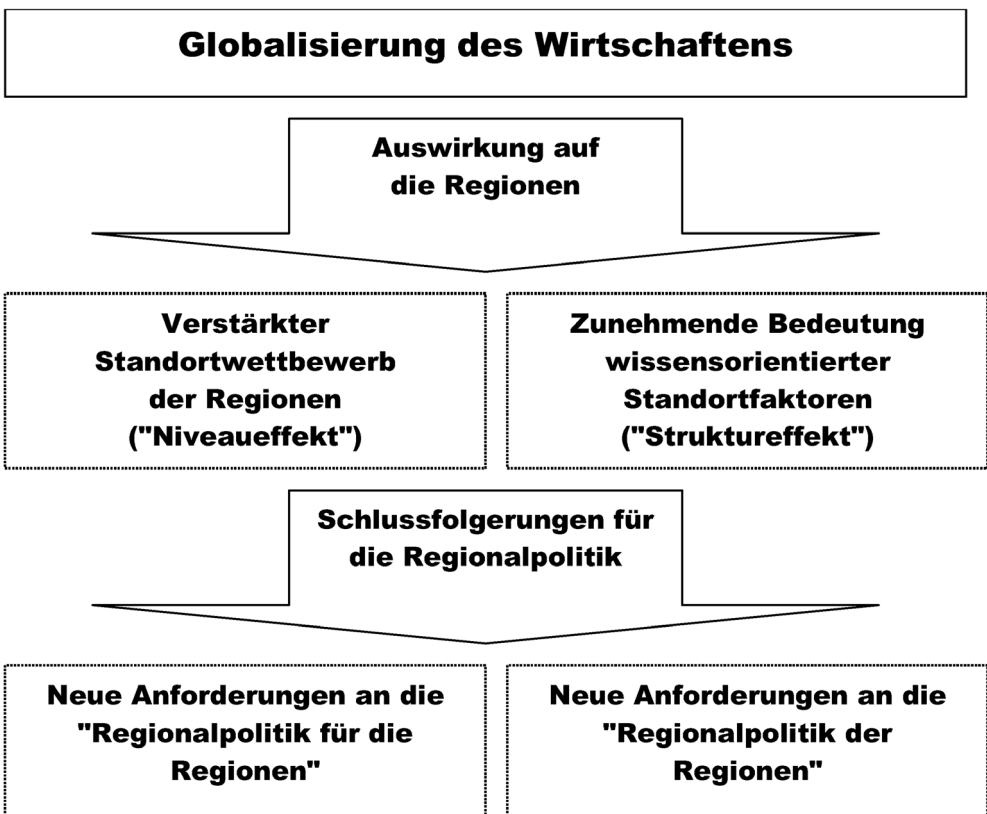 Globalisierung des Wirtschaftens
Auswirkung auf
die Regionen
Verstärkter
Standortwettbewerb
der Regionen
("Niveaueffekt")
Zunehmende Bedeutung
wissensorientierter
Standortfaktoren
("Struktureffekt")
Schlussfolgerungen für
die Regionalpolitik
Neue Anforderungen an die
"Regionalpolitik für die
Regionen"
Neue Anforderungen an die
"Regionalpolitik der
Regionen"